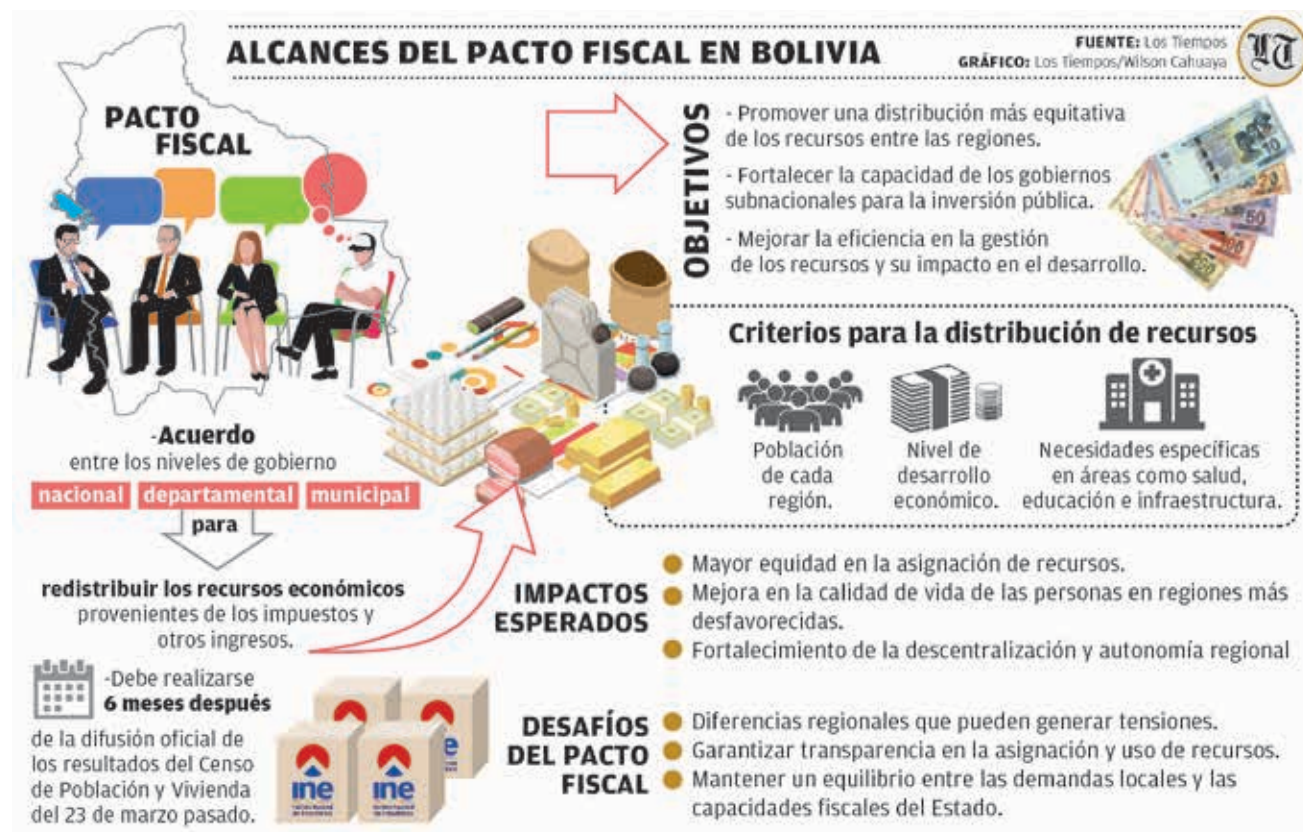 ALCANCES DEL PACTO FISCAL EN BOLIVIA
FUENTE: Los Tiempos
GRÁFICO: Los Tiempos/Wilson Cahuaya
LT
PACTO
FISCAL
-Acuerdo
entre los niveles de gobierno
nacional departamental municipal
para
redistribuir los recursos económicos
provenientes de los impuestos y
otros ingresos.
-Debe realizarse
6 meses después
de la difusión oficial de
los resultados del Censo
de Población y Vivienda
del 23 de marzo pasado.
ine
ine
ine
ine
OBJETIVOS
- Promover una distribución más equitativa
de los recursos entre las regiones.
- Fortalecer la capacidad de los gobiernos
subnacionales para la inversión pública.
- Mejorar la eficiencia en la gestión
de los recursos y su impacto en el desarrollo.
10
20
50
100
200
Criterios para la distribución de recursos
Población
de cada
región.
Nivel de
desarrollo
económico.
Necesidades específicas
en áreas como salud,
educación e infraestructura.
IMPACTOS
ESPERADOS
Mayor equidad en la asignación de recursos.
Mejora en la calidad de vida de las personas en regiones más
desfavorecidas.
Fortalecimiento de la descentralización y autonomía regional
DESAFÍOS
DEL PACTO
FISCAL
Diferencias regionales que pueden generar tensiones.
Garantizar transparencia en la asignación y uso de recursos.
Mantener un equilibrio entre las demandas locales y las
capacidades fiscales del Estado.